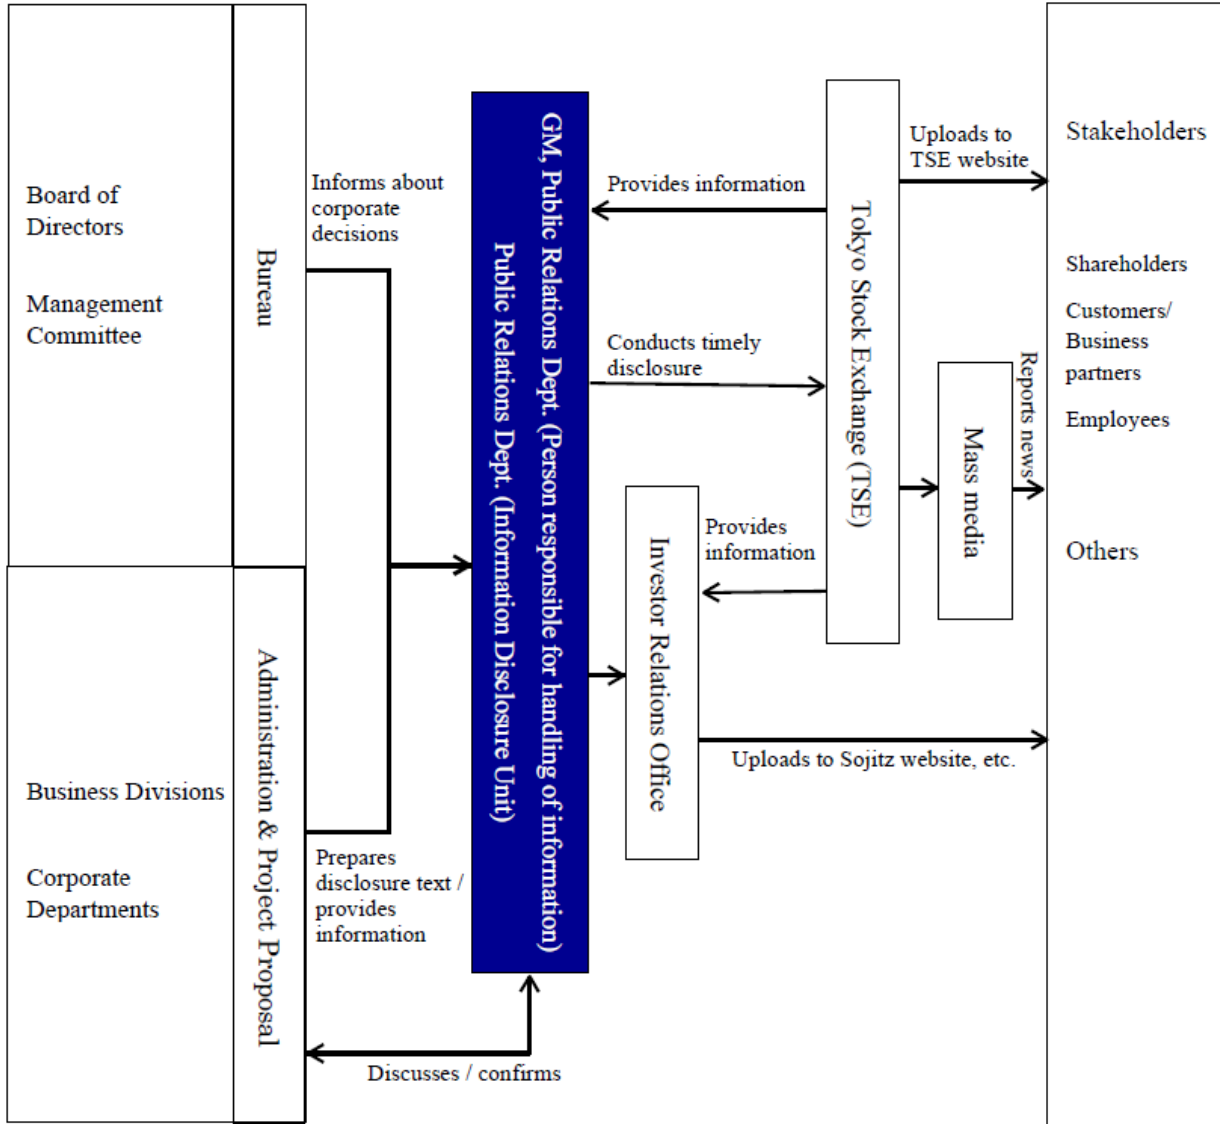 Board of
Directors
Management
Committee
Bureau
Informs about
corporate
decisions
Business Divisions
Corporate
Departments
Administration & Project Proposal
Prepares
disclosure text /
provides
information
Discusses / confirms
GM, Public Relations Dept. (Person responsible for handling of information)
Public Relations Dept. (Information Disclosure Unit)
Provides information
Conducts timely
disclosure
Provides
information
Investor Relations Office
Uploads to Sojitz website, etc.
Tokyo Stock Exchange (TSE)
Uploads to
TSE website
Mass media
Reports news
Stakeholders
Shareholders
Customers/
Business
partners
Employees
Others